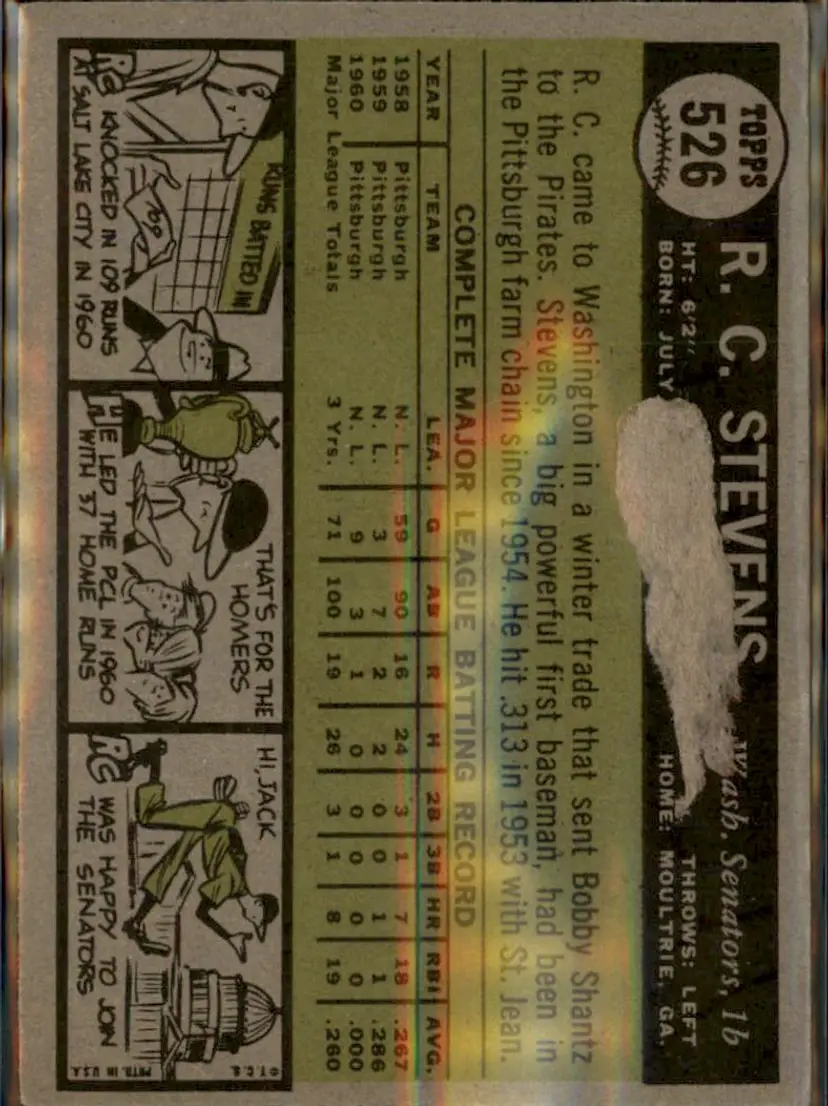 TOPPS
526
R. C. STEVENS
Wash. Senators, 1b
HT: 6'2"
THROWS: LEFT
BORN: JULY
HOME: MOULTRIE, GA.
R. C. came to Washington in a winter trade that sent Bobby Shantz
to the Pirates. Stevens, a big powerful first baseman, had been in
the Pittsburgh farm chain since 1954. He hit .313 in 1953 with St. Jean.
COMPLETE MAJOR LEAGUE BATTING RECORD
YEAR TEAM LEA. G AB R H 2B 3B HR RBI AVG.
1958 Pittsburgh N. L. 59 90 16 24 3 1 7 18 .267
1959 Pittsburgh N. L. 3 7 2 2 0 0 1 1 .286
1960 Pittsburgh N. L. 9 3 1 0 0 0 0 0 .000
Major League Totals 3 Yrs. 71 100 19 26 3 1 8 19 .260
RUNS BATTED IN
109
RC KNOCKED IN 109 RUNS
AT SALT LAKE CITY IN 1960
THAT'S FOR THE
HOMERS
HE LED THE PCL IN 1960
WITH 37 HOME RUNS
HI, JACK
RC WAS HAPPY TO JOIN
THE SENATORS
© T.C.G.
PRTD. IN U.S.A.